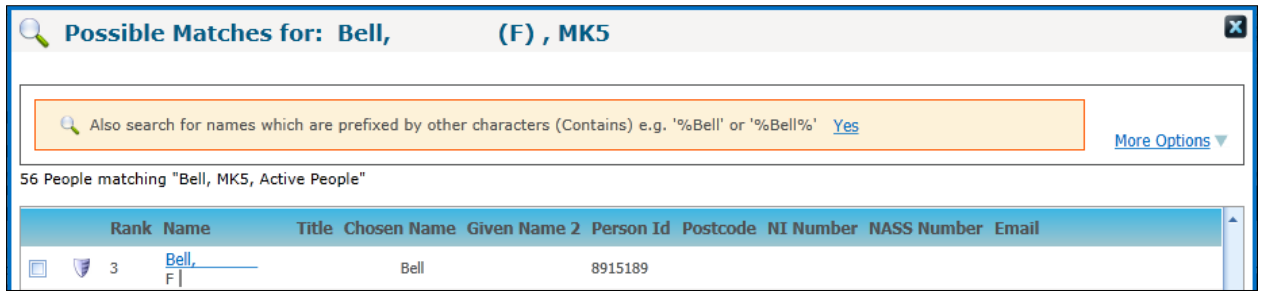 Possible Matches for: Bell, (F) , MK5
Also search for names which are prefixed by other characters (Contains) e.g. '%Bell' or '%Bell%' Yes
More Options
56 People matching "Bell, MK5, Active People"
Rank Name Title Chosen Name Given Name 2 Person Id Postcode NI Number NASS Number Email
3 Bell, Bell 8915189
F |